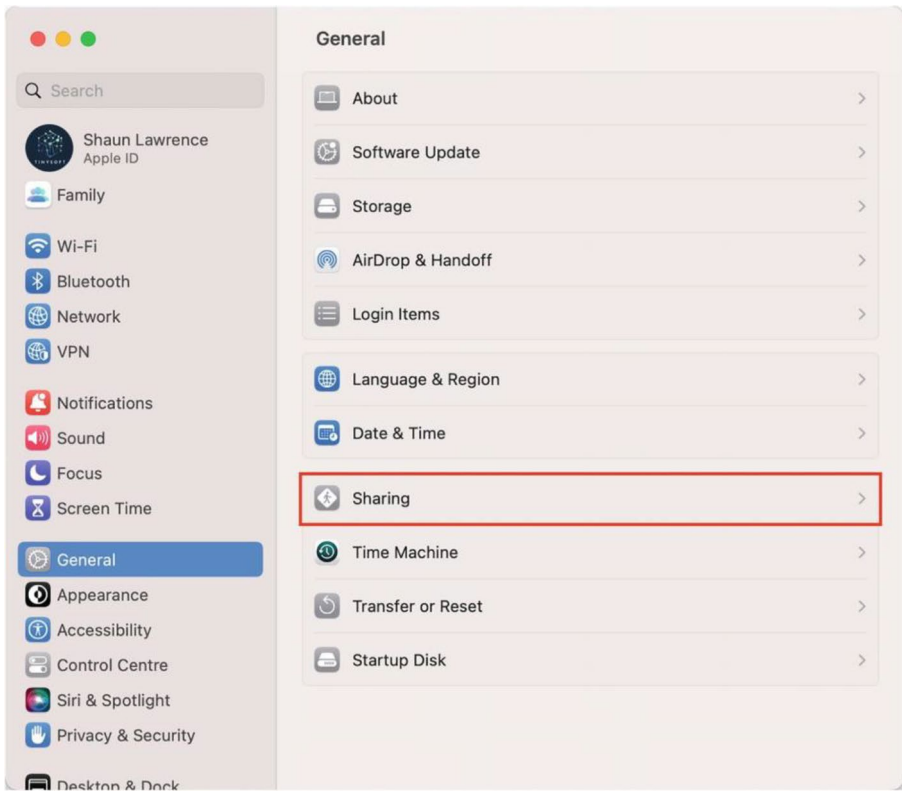 General
Search
Shaun Lawrence
Apple ID
Family
Wi-Fi
Bluetooth
Network
VPN
Notifications
Sound
Focus
Screen Time
General
Appearance
Accessibility
Control Centre
Siri & Spotlight
Privacy & Security
Desktop & Dock
About
Software Update
Storage
AirDrop & Handoff
Login Items
Language & Region
Date & Time
Sharing
Time Machine
Transfer or Reset
Startup Disk